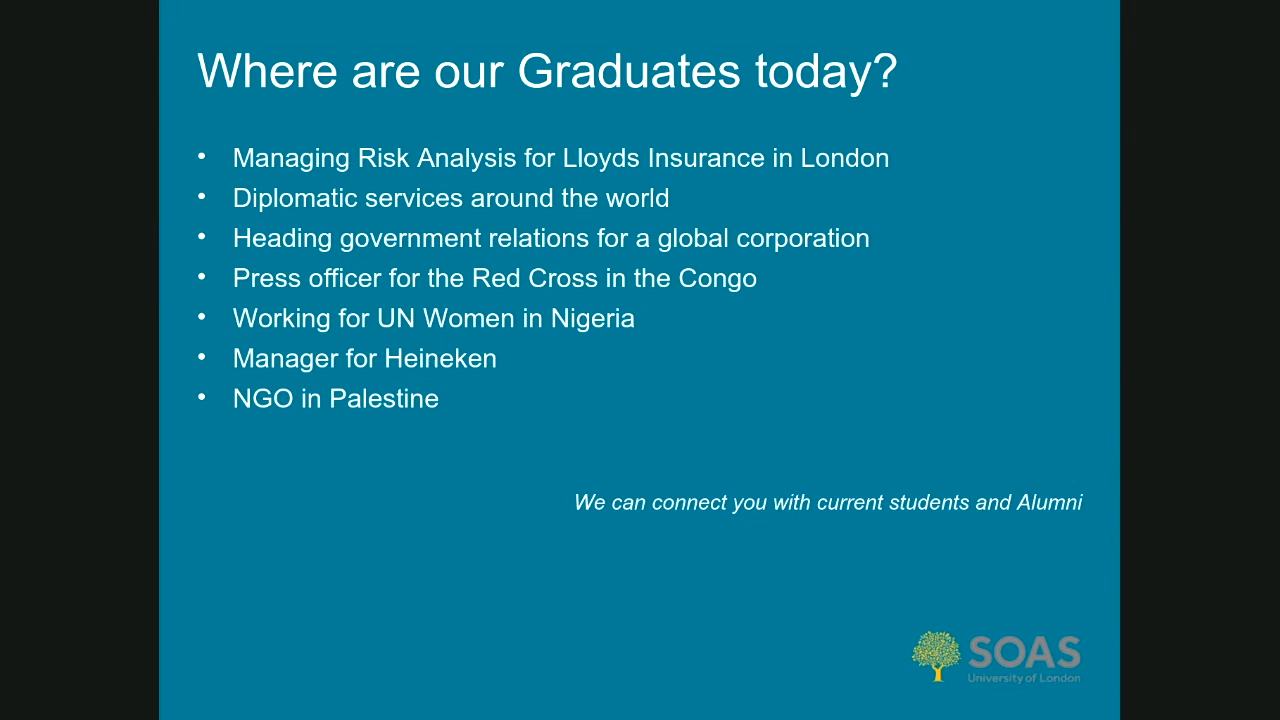 Where are our Graduates today?
• Managing Risk Analysis for Lloyds Insurance in London
• Diplomatic services around the world
• Heading government relations for a global corporation
• Press officer for the Red Cross in the Congo
• Working for UN Women in Nigeria
• Manager for Heineken
• NGO in Palestine
We can connect you with current students and Alumni
SOAS
University of London